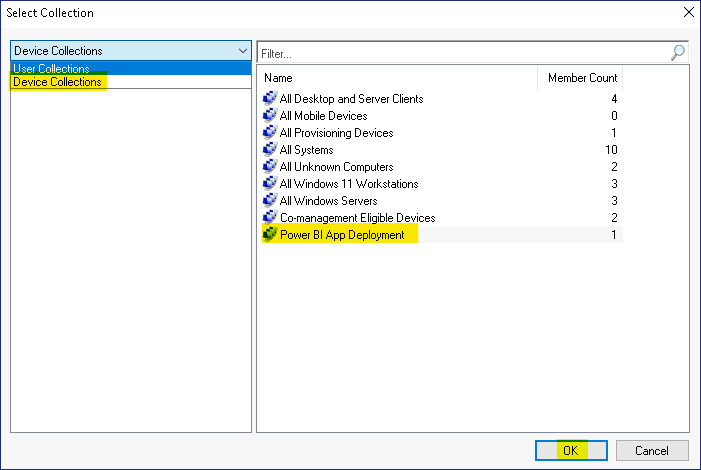 Select Collection
Device Collections
User Collections
Device Collections
Filter...
Name Member Count
All Desktop and Server Clients 4
All Mobile Devices 0
All Provisioning Devices 1
All Systems 10
All Unknown Computers 2
All Windows 11 Workstations 3
All Windows Servers 3
Co-management Eligible Devices 2
Power BI App Deployment 1
OK Cancel